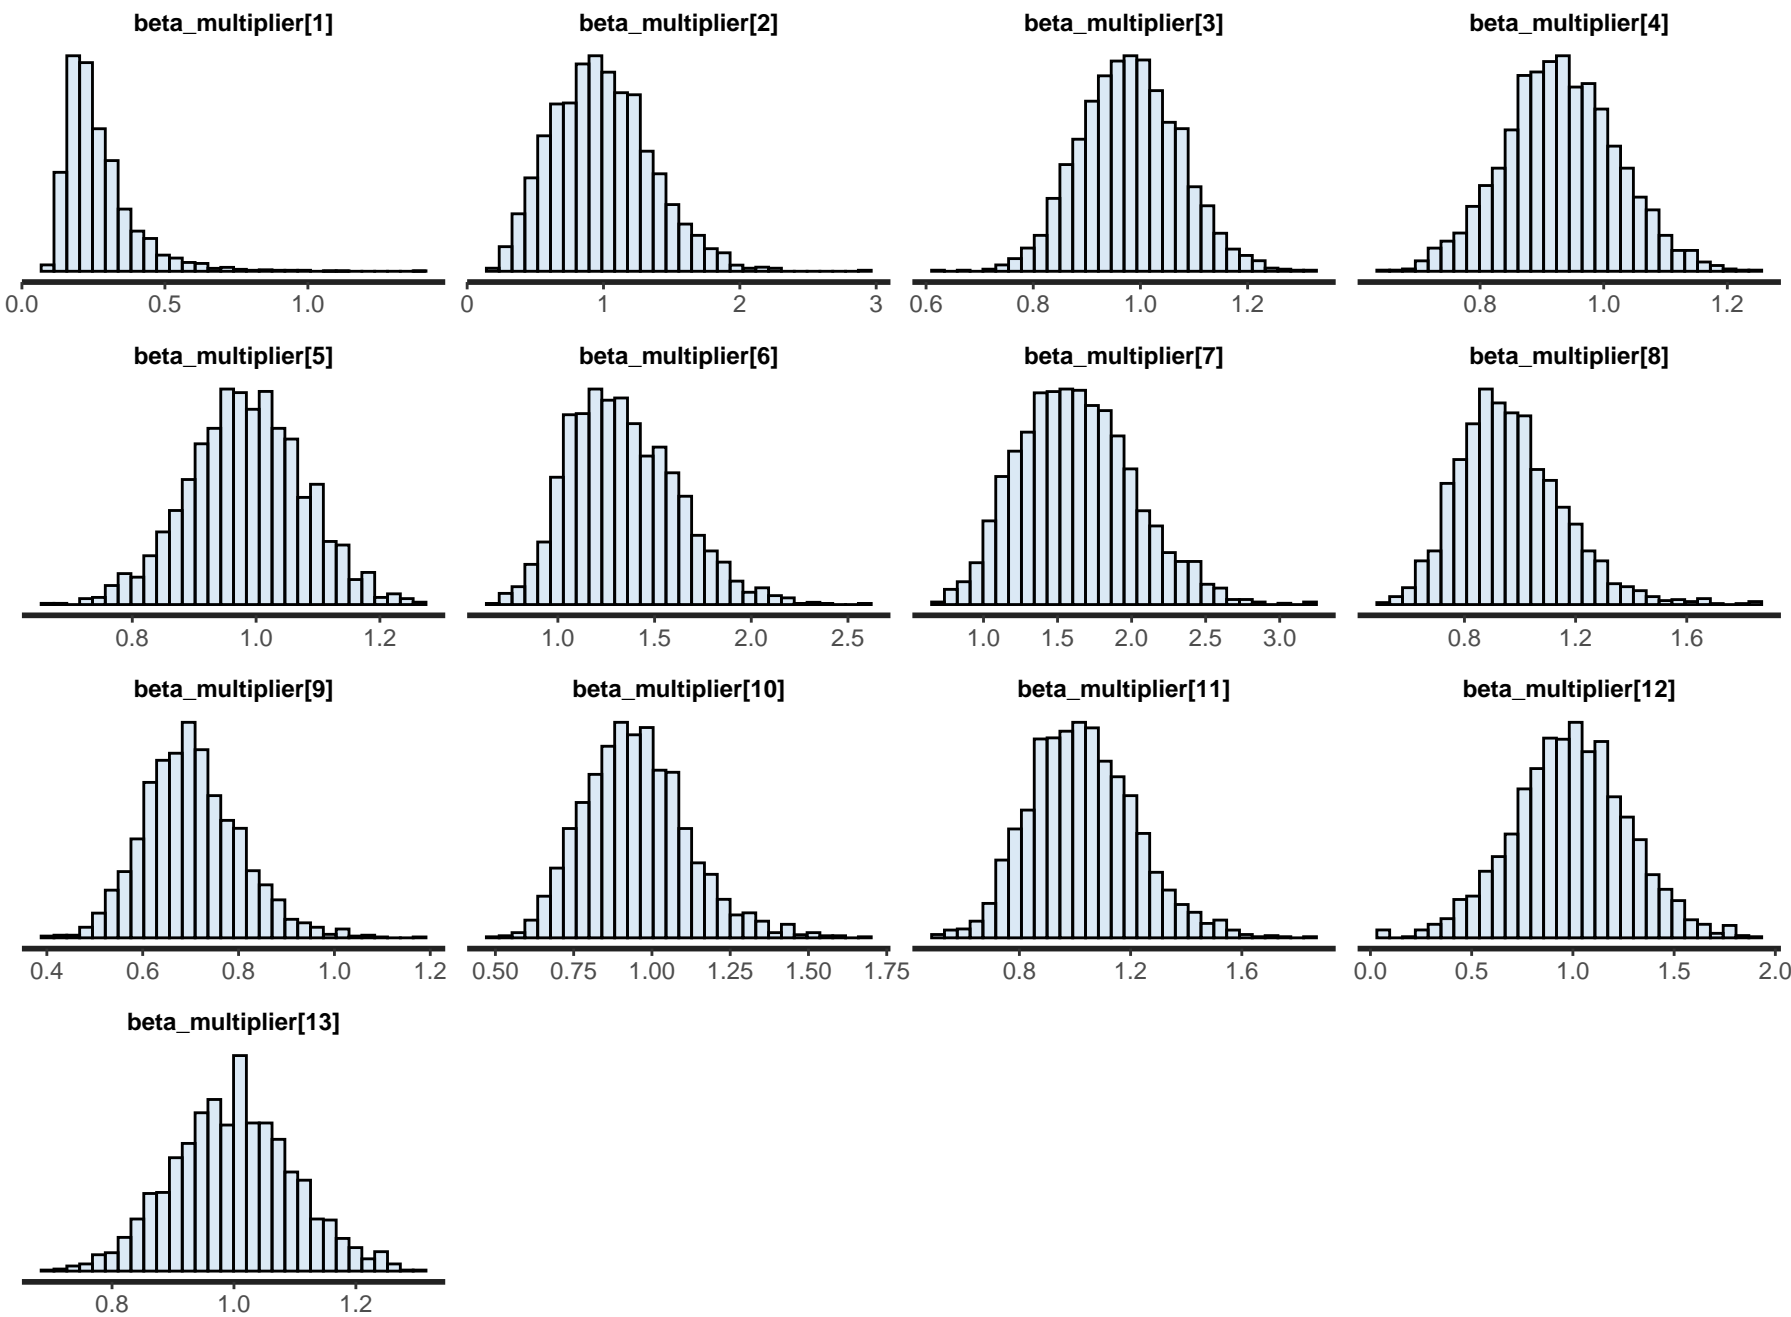 beta_multiplier[1] beta_multiplier[2] beta_multiplier[3] beta_multiplier[4]
0.0 0.5 1.0 0 1 2 3 0.6 0.8 1.0 1.2 0.8 1.0 1.2
beta_multiplier[5] beta_multiplier[6] beta_multiplier[7] beta_multiplier[8]
0.8 1.0 1.2 1.0 1.5 2.0 2.5 1.0 1.5 2.0 2.5 3.0 0.8 1.2 1.6
beta_multiplier[9] beta_multiplier[10] beta_multiplier[11] beta_multiplier[12]
0.4 0.6 0.8 1.0 1.2 0.50 0.75 1.00 1.25 1.50 1.75 0.8 1.2 1.6 0.0 0.5 1.0 1.5 2.0
beta_multiplier[13]
0.8 1.0 1.2